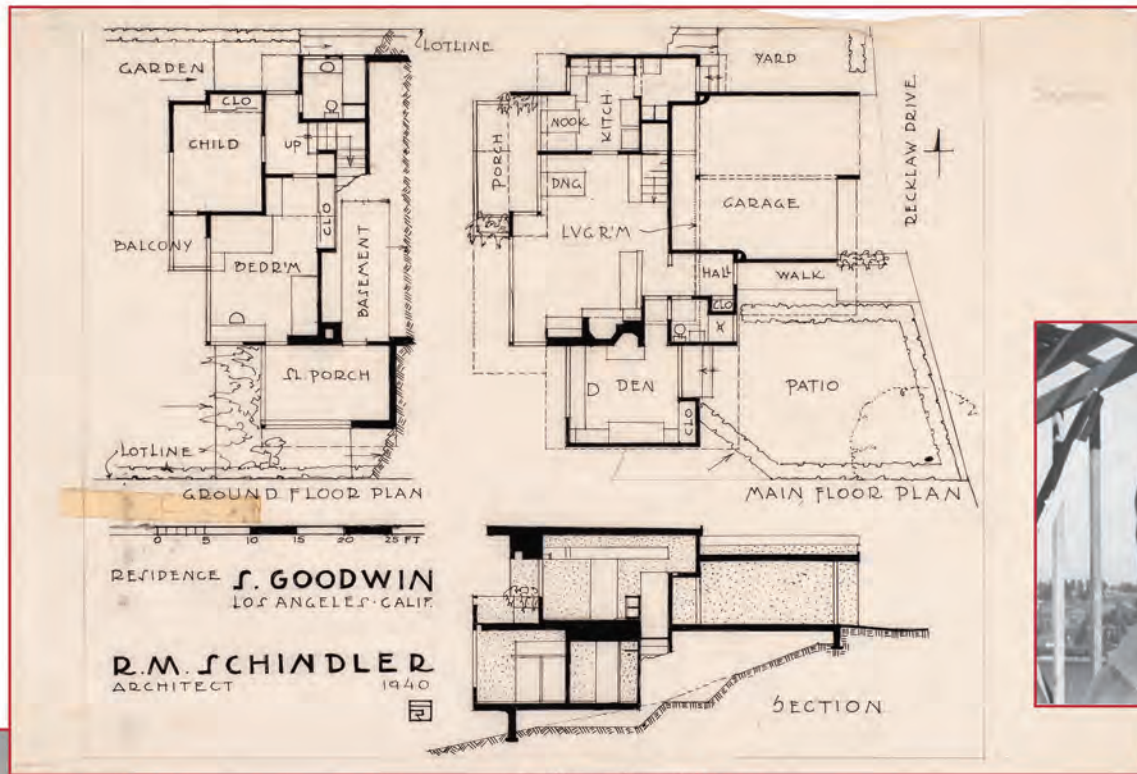 LOTLINE
GARDEN
CLO
CHILD
UP
CLO
BALCONY
BEDR'M
BASEMENT
D
SL. PORCH
LOTLINE
GROUND FLOOR PLAN
YARD
NOOK
KITCH.
PORCH
DNG
GARAGE
LVG R'M
HALL
WALK
CLO
DEN
D
CLO
PATIO
RECKLAW DRIVE.
MAIN FLOOR PLAN
0 5 10 15 20 25 FT
RESIDENCE S. GOODWIN
LOS ANGELES · CALIF.
R.M. SCHINDLER
ARCHITECT 1940
SECTION